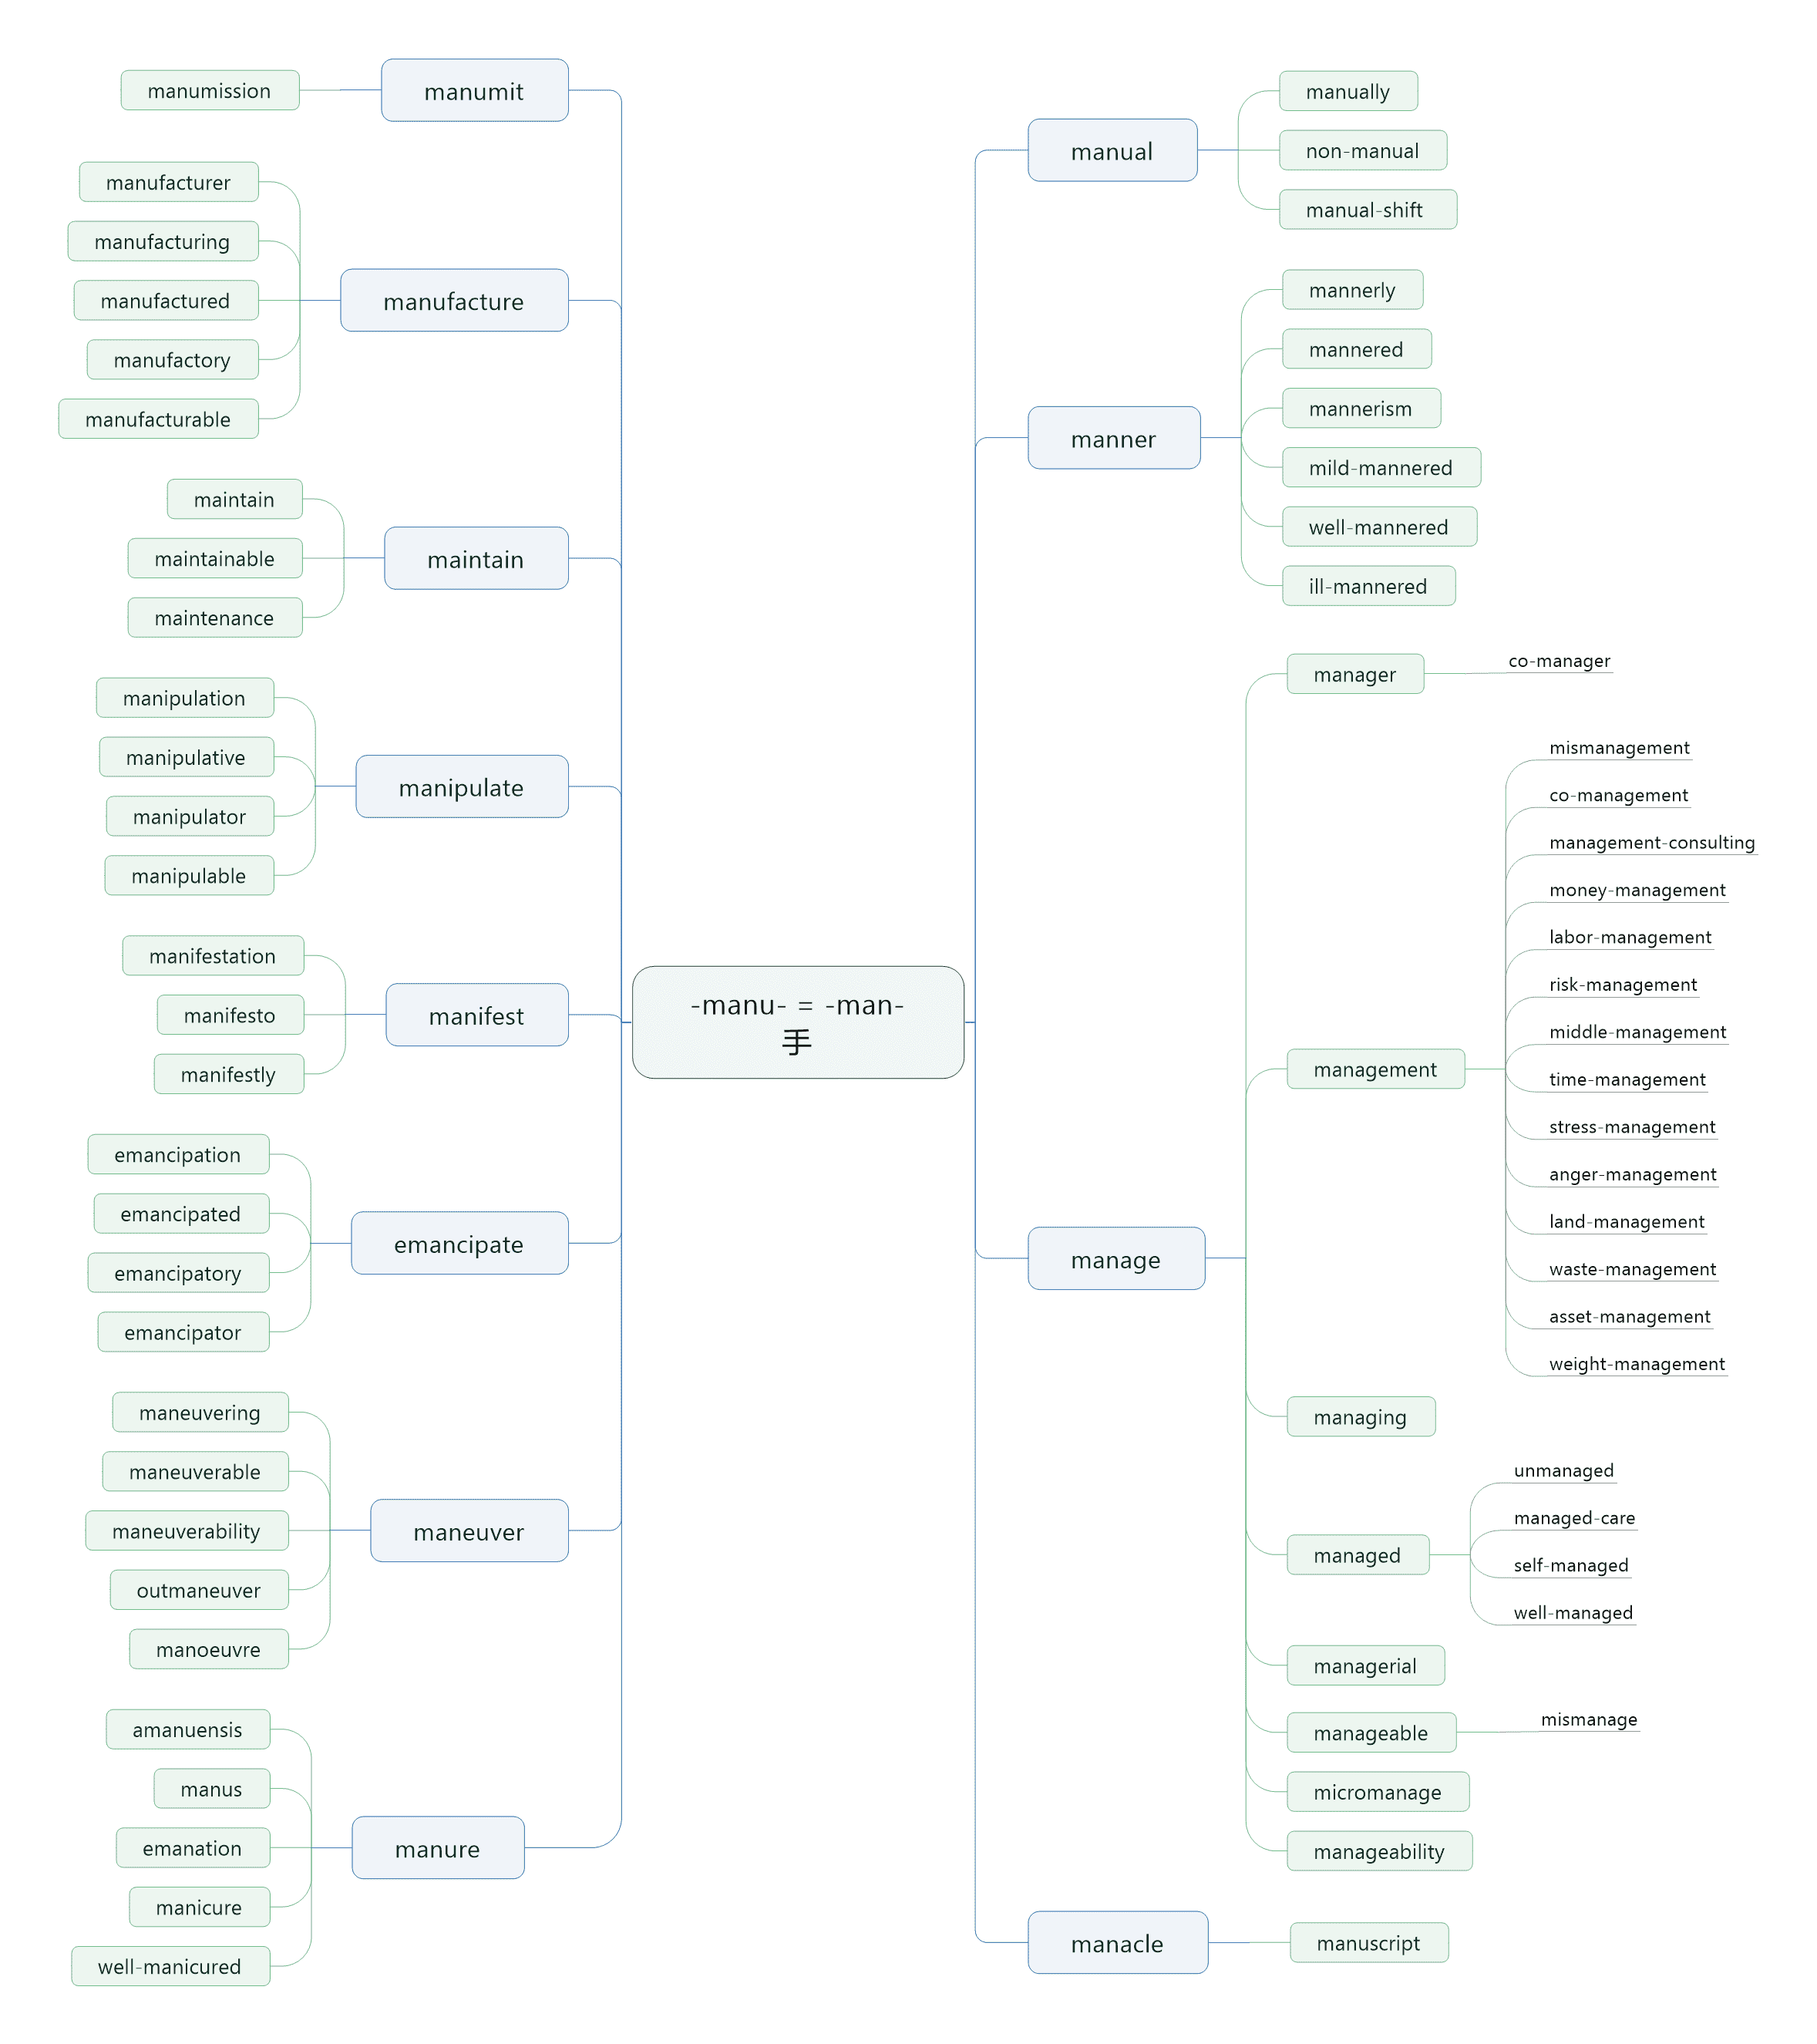 -manu- = -man-
手
manual
manually
non-manual
manual-shift
manner
mannerly
mannered
mannerism
mild-mannered
well-mannered
ill-mannered
manage
manager
co-manager
management
mismanagement
co-management
management-consulting
money-management
labor-management
risk-management
middle-management
time-management
stress-management
anger-management
land-management
waste-management
asset-management
weight-management
managing
managed
unmanaged
managed-care
self-managed
well-managed
managerial
manageable
mismanage
micromanage
manageability
manacle
manuscript
manumit
manumission
manufacture
manufacturer
manufacturing
manufactured
manufactory
manufacturable
maintain
maintain
maintainable
maintenance
manipulate
manipulation
manipulative
manipulator
manipulable
manifest
manifestation
manifesto
manifestly
emancipate
emancipation
emancipated
emancipatory
emancipator
maneuver
maneuvering
maneuverable
maneuverability
outmaneuver
manoeuvre
manure
amanuensis
manus
emanation
manicure
well-manicured